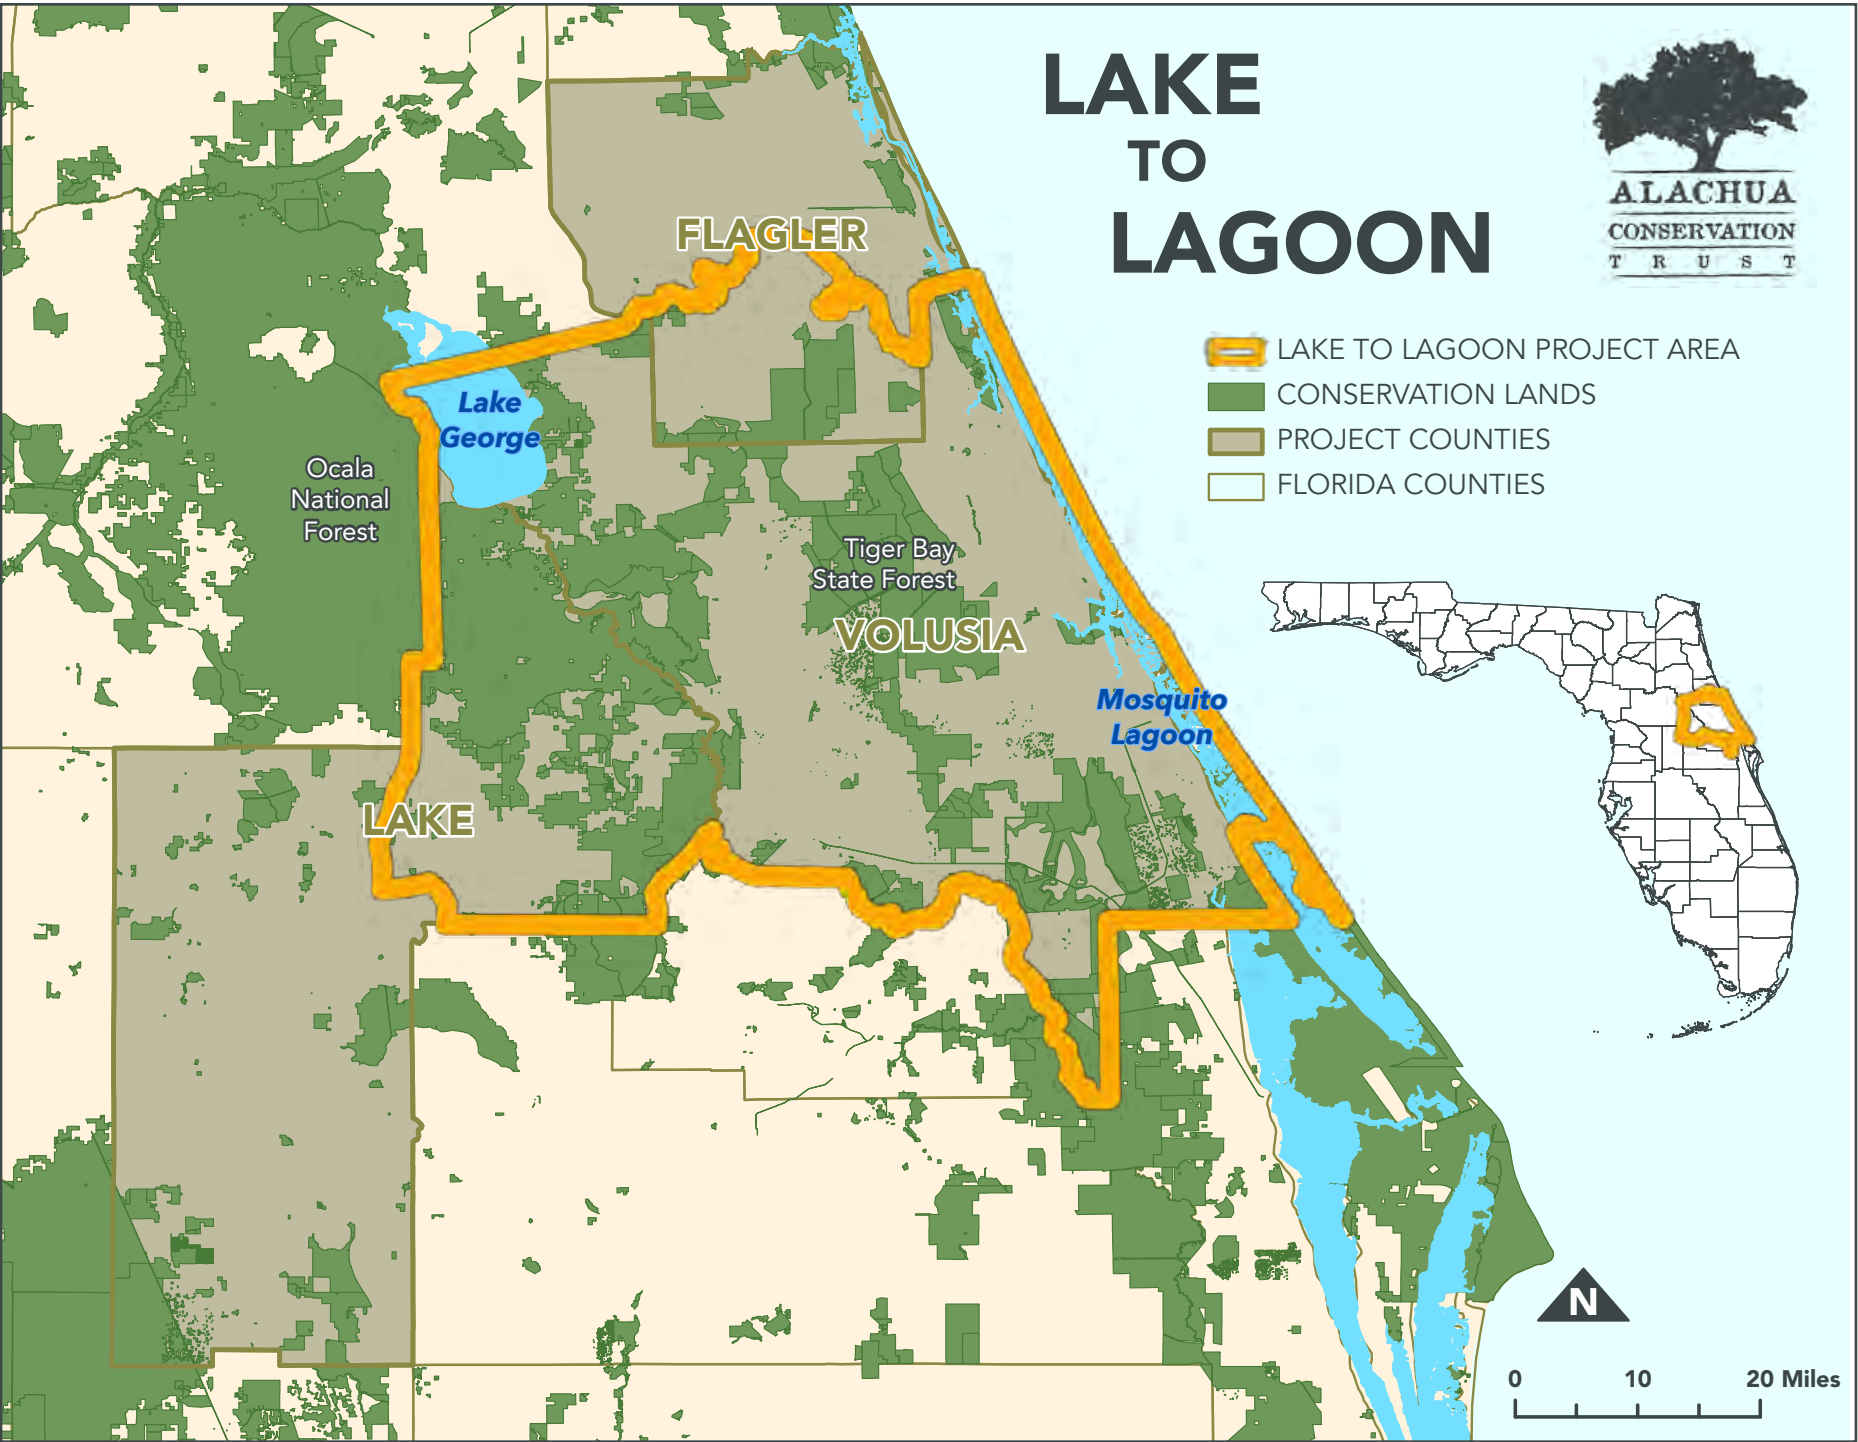 LAKE
TO
LAGOON
ALACHUA
CONSERVATION
TRUST
LAKE TO LAGOON PROJECT AREA
CONSERVATION LANDS
PROJECT COUNTIES
FLORIDA COUNTIES
FLAGLER
Lake
George
Ocala
National
Forest
Tiger Bay
State Forest
VOLUSIA
Mosquito
Lagoon
LAKE
N
0 10 20 Miles